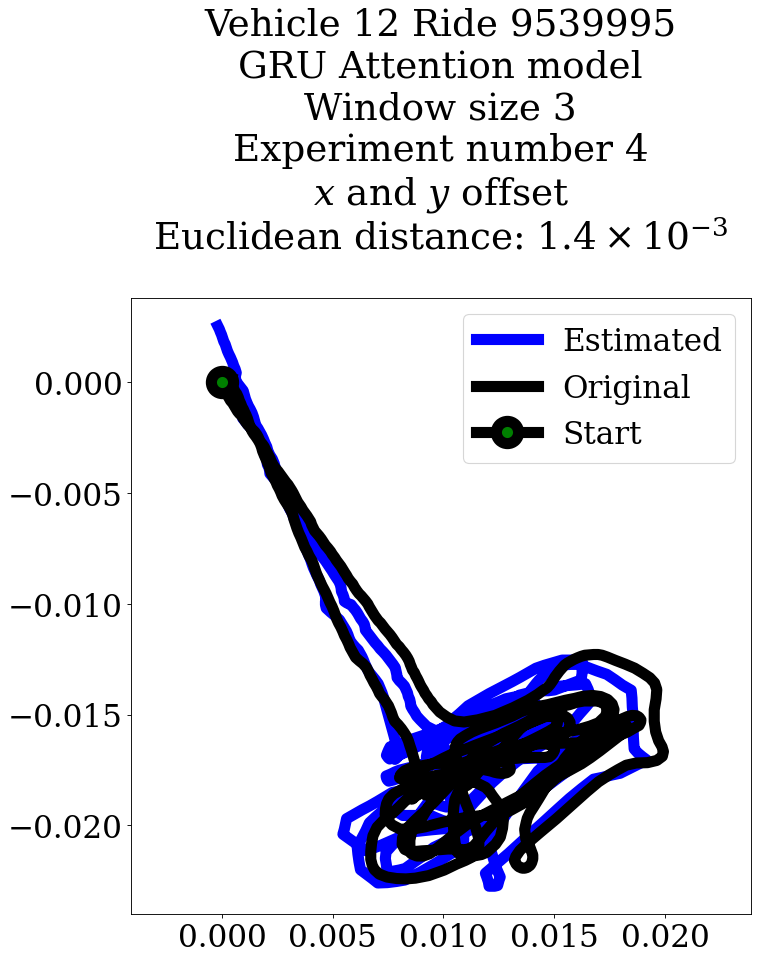 Vehicle 12 Ride 9539995
GRU Attention model
Window size 3
Experiment number 4
x and y offset
Euclidean distance: 1.4 × 10⁻³
Estimated
Original
Start
0.000
−0.005
−0.010
−0.015
−0.020
0.000 0.005 0.010 0.015 0.020